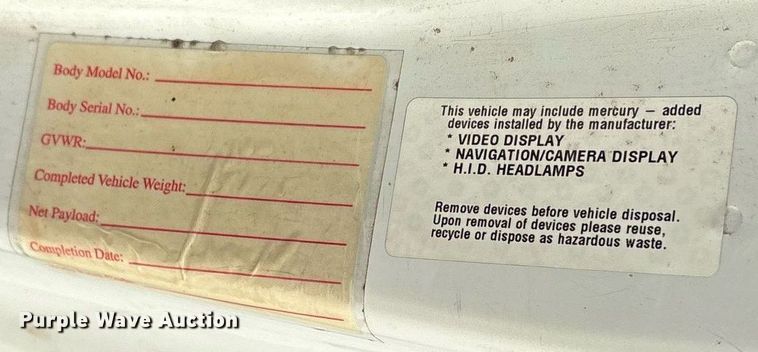 Body Model No.:
Body Serial No.:
GVWR:
Completed Vehicle Weight:
Net Payload:
Completion Date:
This vehicle may include mercury – added
devices installed by the manufacturer:
* VIDEO DISPLAY
* NAVIGATION/CAMERA DISPLAY
* H.I.D. HEADLAMPS
Remove devices before vehicle disposal.
Upon removal of devices please reuse,
recycle or dispose as hazardous waste.
Purple Wave Auction